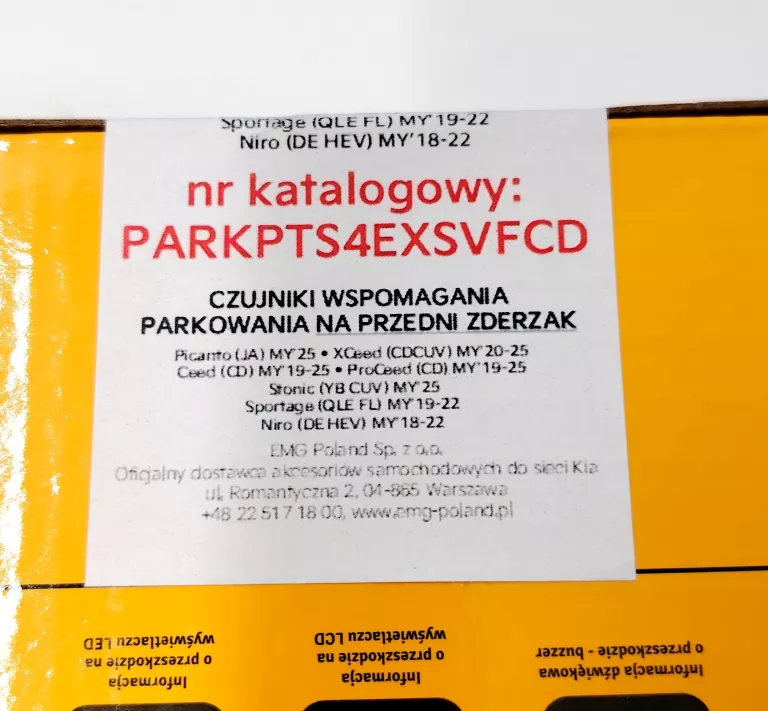 Sportage (QLE FL) MY'19-22
Niro (DE HEV) MY'18-22
nr katalogowy:
PARKPTS4EXSVFCD
CZUJNIKI WSPOMAGANIA
PARKOWANIA NA PRZEDNI ZDERZAK
Picanto (JA) MY'25 • XCeed (CDCUV) MY'20-25
Ceed (CD) MY'19-25 • ProCeed (CD) MY'19-25
Stonic (YB CUV) MY'25
Sportage (QLE FL) MY'19-22
Niro (DE HEV) MY'18-22
EMG Poland Sp. z o.o.
Oficjalny dostawca akcesoriów samochodowych do sieci Kia
ul. Romantyczna 2, 04-865 Warszawa
+48 22 517 18 00, www.emg-poland.pl
Informacja
o przeszkodzie na
wyświetlaczu LED
Informacja
o przeszkodzie na
wyświetlaczu LCD
Informacja dźwiękowa
o przeszkodzie - buzzer